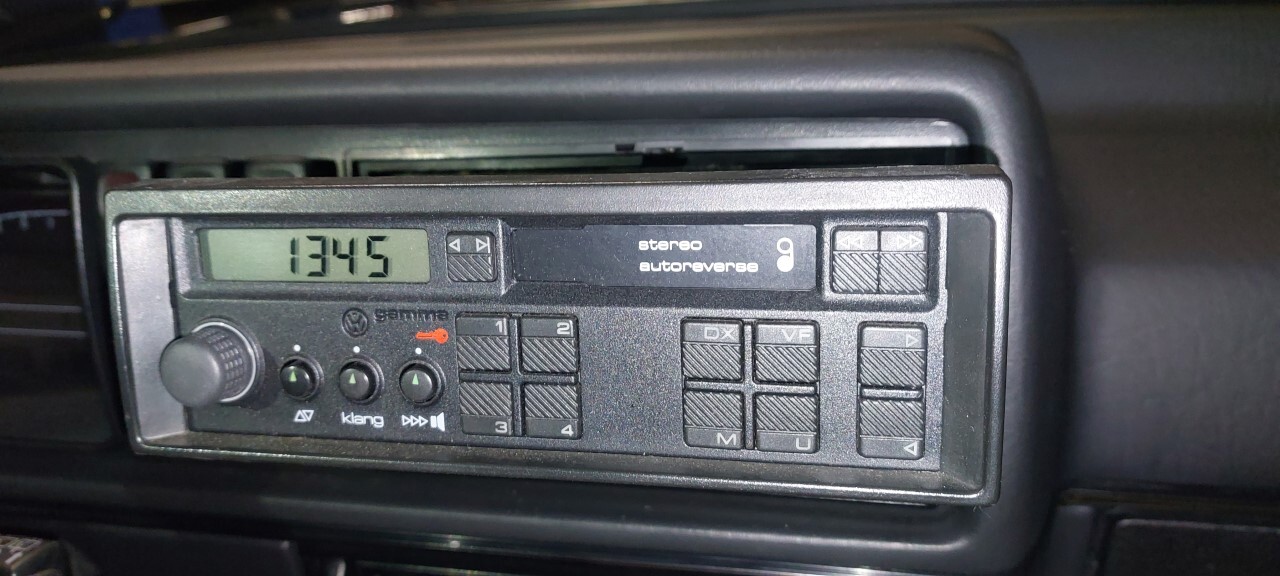 1345
stereo
autoreverse
gamma
1 2
DX VF
klang
3 4
M U